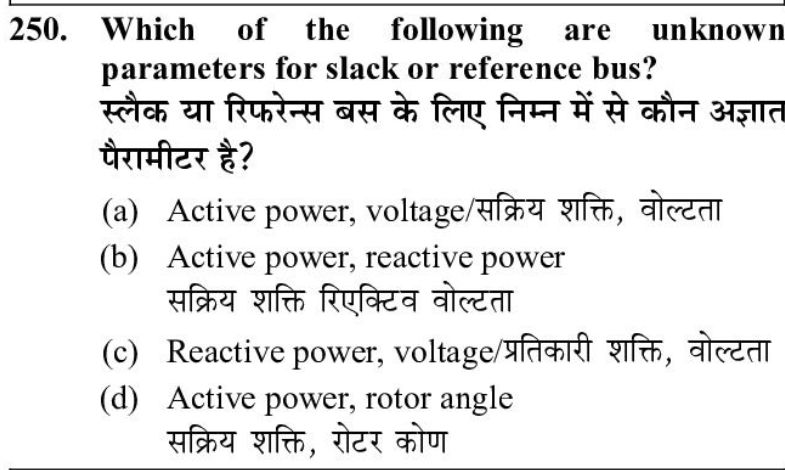 250. Which of the following are unknown
parameters for slack or reference bus?
स्लैक या रिफरेन्स बस के लिए निम्न में से कौन अज्ञात
पैरामीटर है?
(a) Active power, voltage/सक्रिय शक्ति, वोल्टता
(b) Active power, reactive power
सक्रिय शक्ति रिएक्टिव वोल्टता
(c) Reactive power, voltage/प्रतिकारी शक्ति, वोल्टता
(d) Active power, rotor angle
सक्रिय शक्ति, रोटर कोण